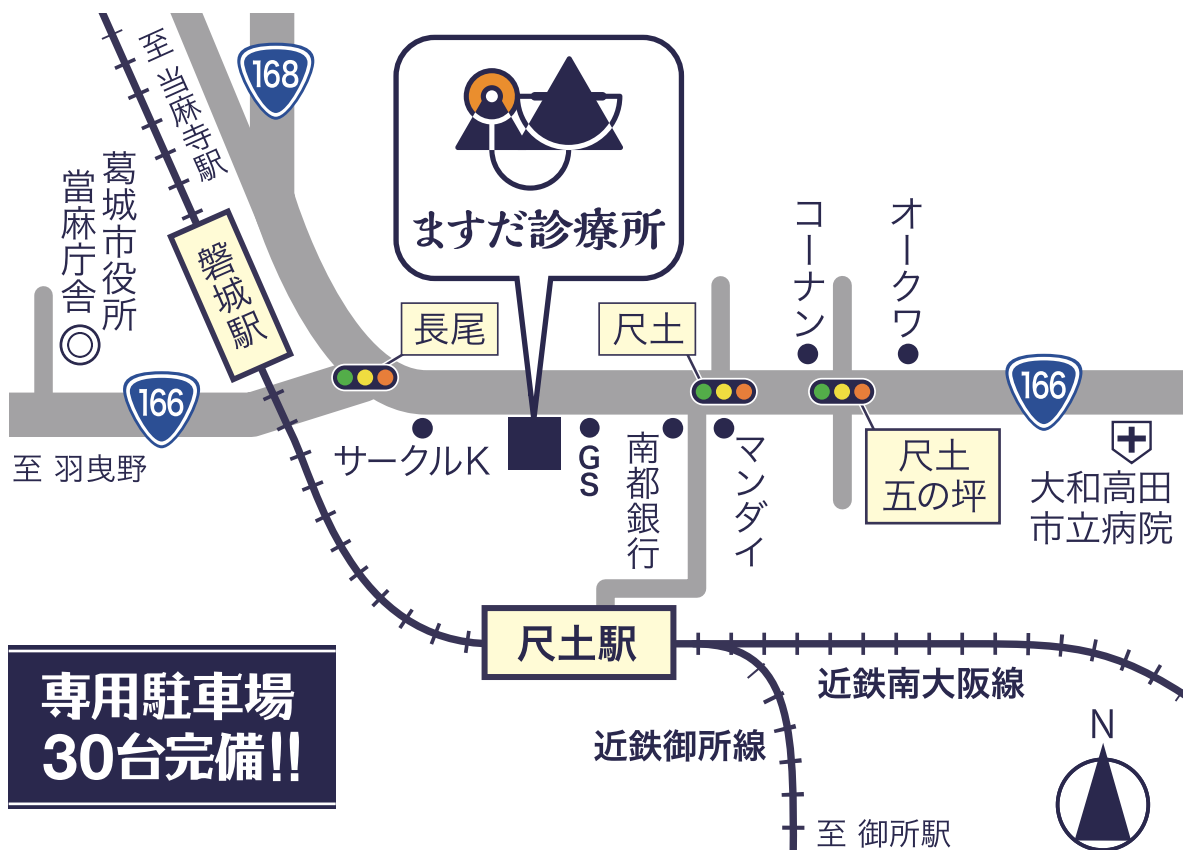 至 当麻寺駅
168
ますだ診療所
葛城市役所
當麻庁舎
磐城駅
長尾
尺土
コーナン
オークワ
166
166
至 羽曳野
サークルK
GS
南都銀行
マンダイ
尺土
五の坪
大和高田
市立病院
尺土駅
近鉄南大阪線
近鉄御所線
至 御所駅
専用駐車場
30台完備!!
N